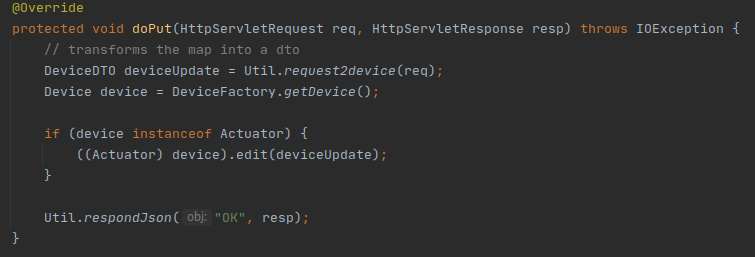 @Override
protected void doPut(HttpServletRequest req, HttpServletResponse resp) throws IOException {
    // transforms the map into a dto
    DeviceDTO deviceUpdate = Util.request2device(req);
    Device device = DeviceFactory.getDevice();
    if (device instanceof Actuator) {
        ((Actuator) device).edit(deviceUpdate);
    }
    Util.respondJson( obj: "OK", resp);
}